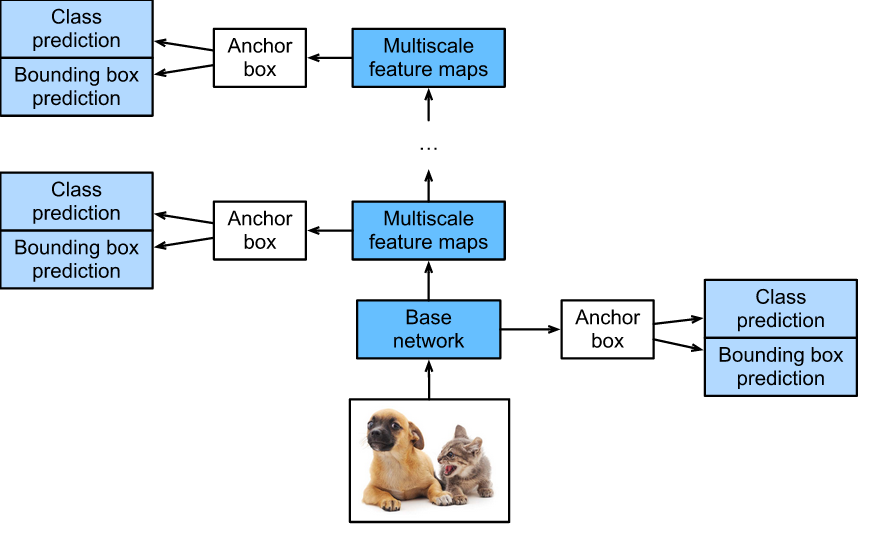 Class
prediction
Bounding box
prediction
Anchor
box
Multiscale
feature maps
...
Class
prediction
Bounding box
prediction
Anchor
box
Multiscale
feature maps
Base
network
Anchor
box
Class
prediction
Bounding box
prediction